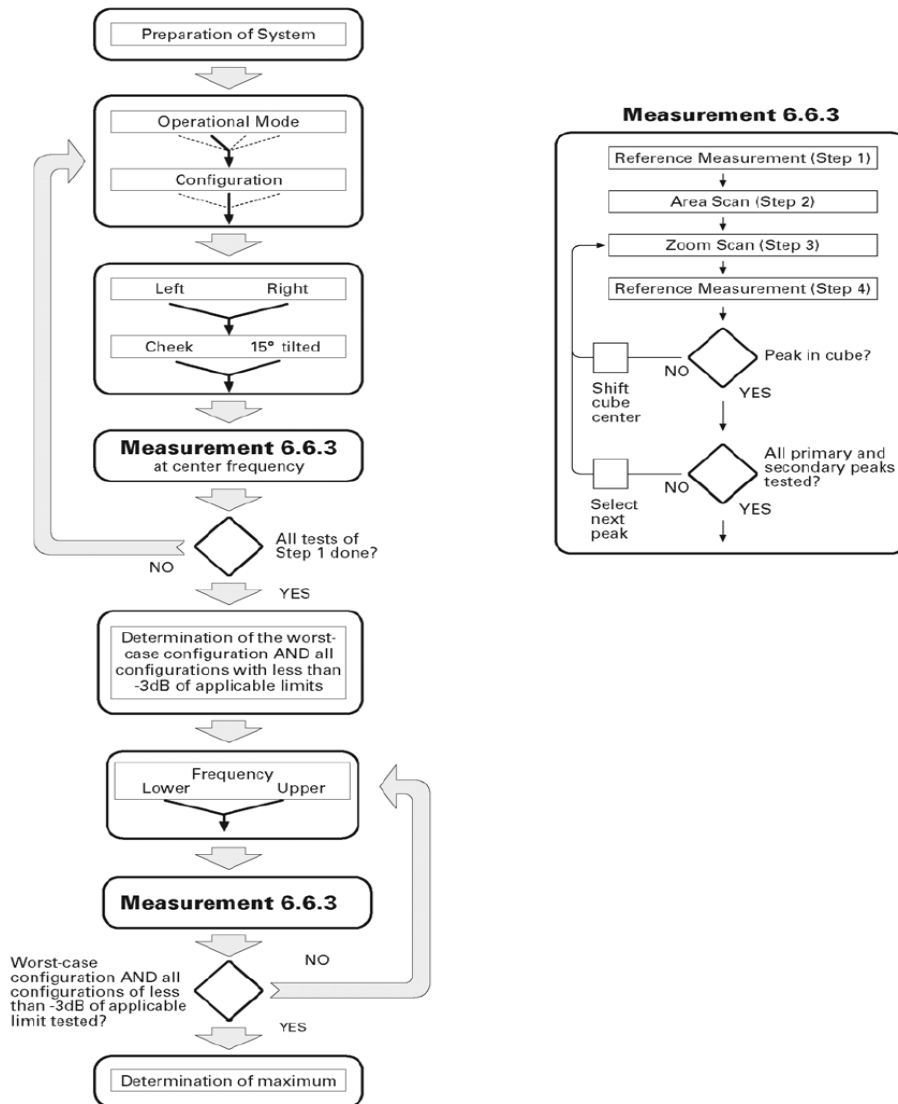 Preparation of System
Operational Mode
Configuration
Left Right
Cheek 15° tilted
Measurement 6.6.3
at center frequency
All tests of
Step 1 done?
NO
YES
Determination of the worst-
case configuration AND all
configurations with less than
-3dB of applicable limits
Frequency
Lower Upper
Measurement 6.6.3
Worst-case
configuration AND all
configurations of less
than -3dB of applicable
limit tested?
NO
YES
Determination of maximum
Measurement 6.6.3
Reference Measurement (Step 1)
Area Scan (Step 2)
Zoom Scan (Step 3)
Reference Measurement (Step 4)
Peak in cube?
NO
YES
Shift
cube
center
All primary and
secondary peaks
tested?
NO
YES
Select
next
peak